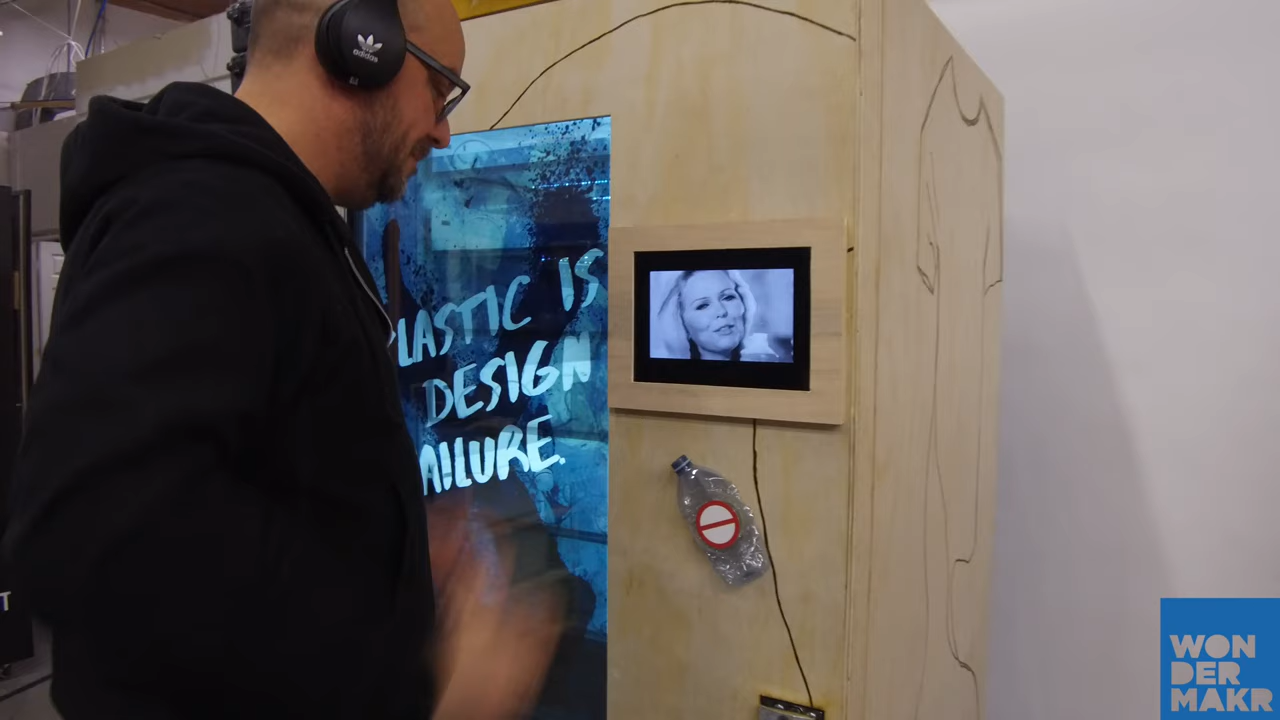 adidas
LASTIC IS
DESIGN
AILURE.
T
WON
DER
MAKR